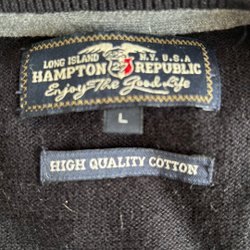 LONG ISLAND N.Y. U.S.A
HAMPTON REPUBLIC
Enjoy The Good Life
L
HIGH QUALITY COTTON